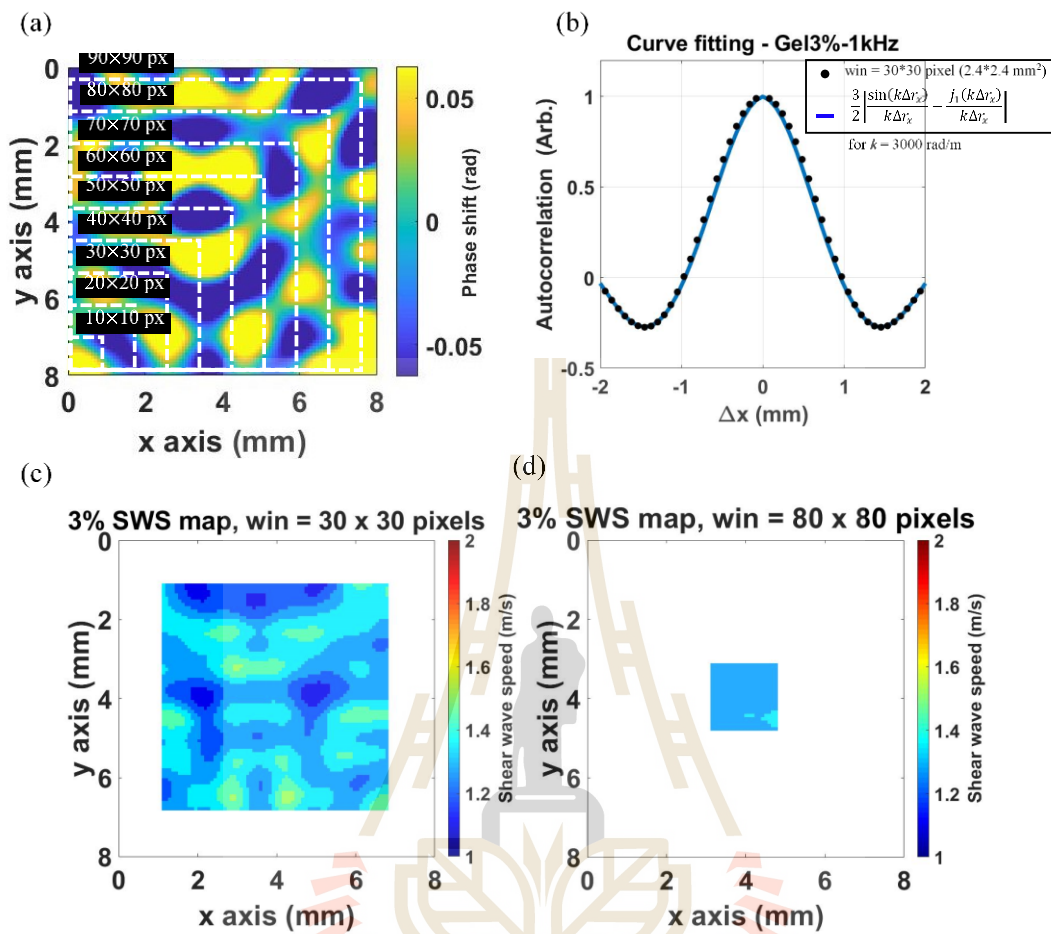 (a)
90×90 px
80×80 px
70×70 px
60×60 px
50×50 px
40×40 px
30×30 px
20×20 px
10×10 px
0
2
4
6
8
y axis (mm)
0 2 4 6 8
x axis (mm)
0.05
0
-0.05
Phase shift (rad)
(b)
Curve fitting - Gel3%-1kHz
win = 30*30 pixel (2.4*2.4 mm²)
3/2 | sin(kΔrₓ)/kΔrₓ − j₁(kΔrₓ)/kΔrₓ |
for k = 3000 rad/m
1
0.5
0
-0.5
Autocorrelation (Arb.)
-2 -1 0 1 2
Δx (mm)
(c)
3% SWS map, win = 30 x 30 pixels
0
2
4
6
8
y axis (mm)
0 2 4 6 8
x axis (mm)
2
1.8
1.6
1.4
1.2
1
Shear wave speed (m/s)
(d)
3% SWS map, win = 80 x 80 pixels
0
2
4
6
8
y axis (mm)
0 2 4 6 8
x axis (mm)
2
1.8
1.6
1.4
1.2
1
Shear wave speed (m/s)